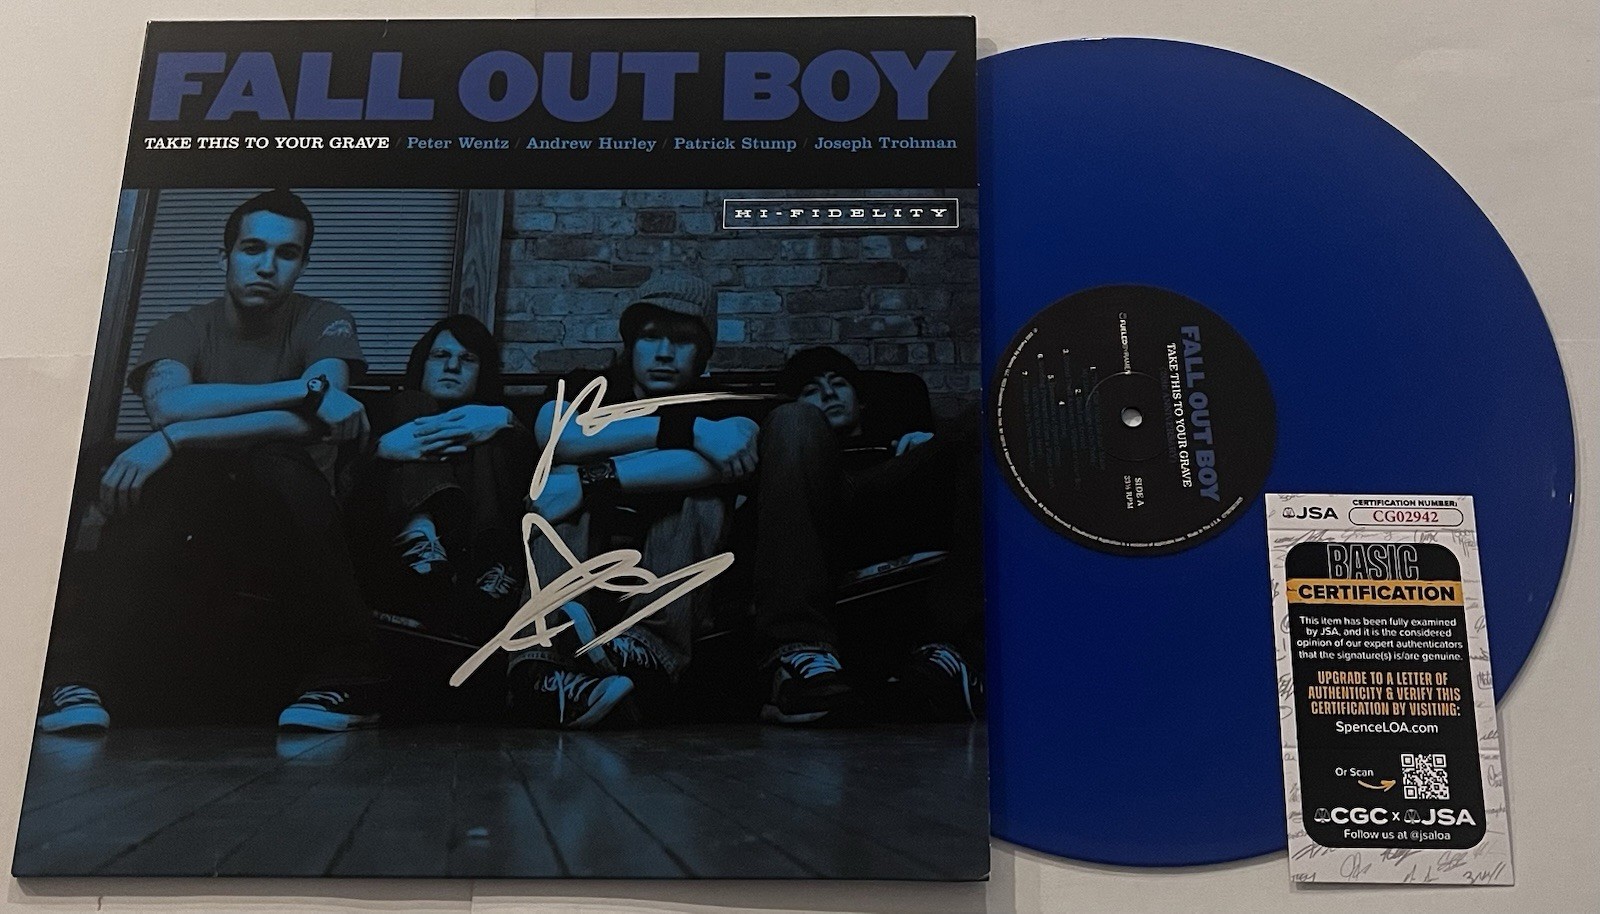 FALL OUT BOY
TAKE THIS TO YOUR GRAVE / Peter Wentz / Andrew Hurley / Patrick Stump / Joseph Trohman
HI-FIDELITY
FALL OUT BOY
TAKE THIS TO YOUR GRAVE
SIDE A
33⅓ RPM
JSA
CERTIFICATION NUMBER:
CG02942
BASIC
CERTIFICATION
This item has been fully examined
by JSA, and it is the considered
opinion of our expert authenticators
that the signature(s) is/are genuine.
UPGRADE TO A LETTER OF
AUTHENTICITY & VERIFY THIS
CERTIFICATION BY VISITING:
SpenceLOA.com
Or Scan
CGC x JSA
Follow us at @jsaloa